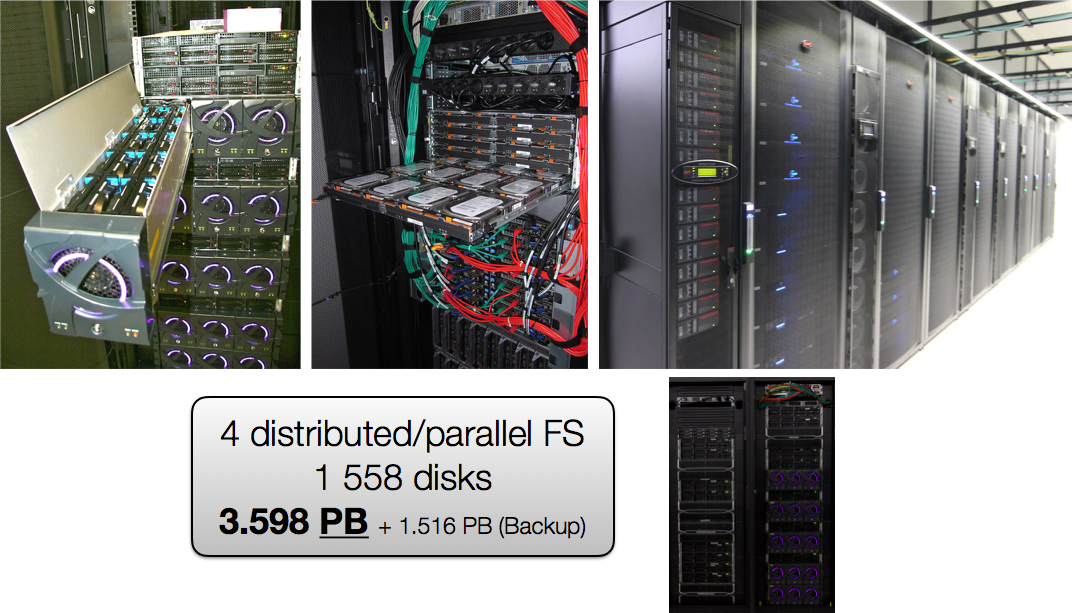 4 distributed/parallel FS
1 558 disks
3.598 PB + 1.516 PB (Backup)